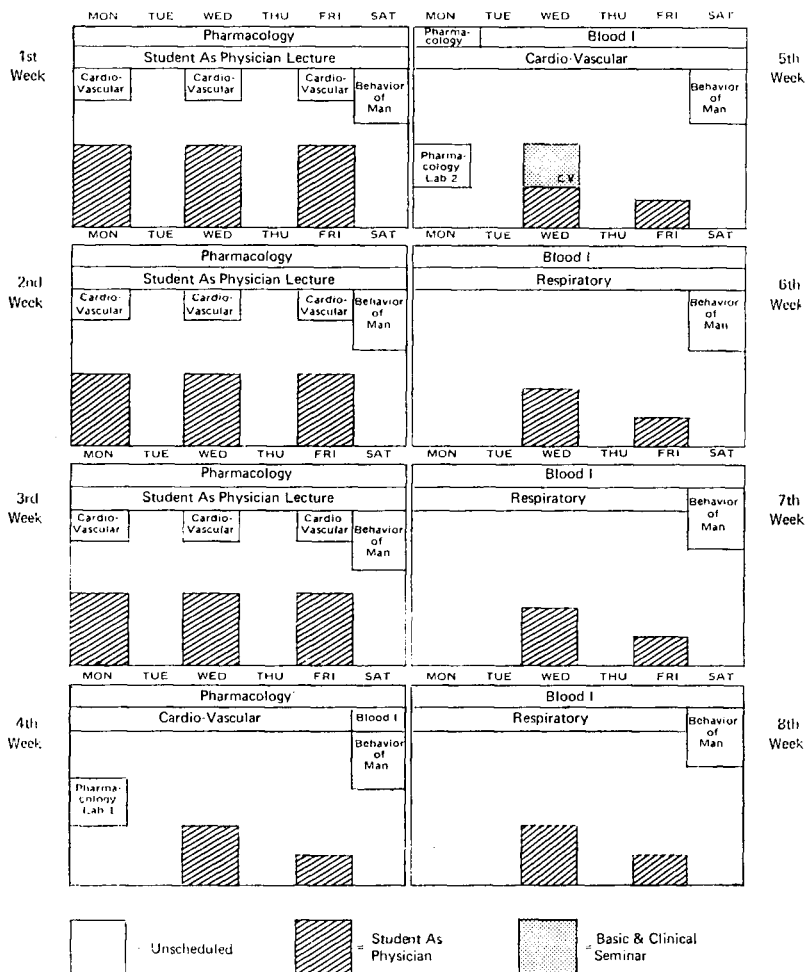 MON TUE WED THU FRI SAT
1st
Week
Pharmacology
Student As Physician Lecture
Cardio-
Vascular
Cardio-
Vascular
Cardio-
Vascular
Behavior
of
Man
MON TUE WED THU FRI SAT
2nd
Week
Pharmacology
Student As Physician Lecture
Cardio-
Vascular
Cardio-
Vascular
Cardio-
Vascular
Behavior
of
Man
MON TUE WED THU FRI SAT
3rd
Week
Pharmacology
Student As Physician Lecture
Cardio-
Vascular
Cardio-
Vascular
Cardio
Vascular
Behavior
of
Man
MON TUE WED THU FRI SAT
4th
Week
Pharmacology
Cardio-Vascular
Blood I
Behavior
of
Man
Pharma-
cology
Lab 1
MON TUE WED THU FRI SAT
5th
Week
Pharma-
cology
Blood I
Cardio-Vascular
Behavior
of
Man
Pharma-
cology
Lab 2
C.V
MON TUE WED THU FRI SAT
6th
Week
Blood I
Respiratory
Behavior
of
Man
MON TUE WED THU FRI SAT
7th
Week
Blood I
Respiratory
Behavior
of
Man
MON TUE WED THU FRI SAT
8th
Week
Blood I
Respiratory
Behavior
of
Man
- Unscheduled
= Student As
Physician
= Basic & Clinical
Seminar